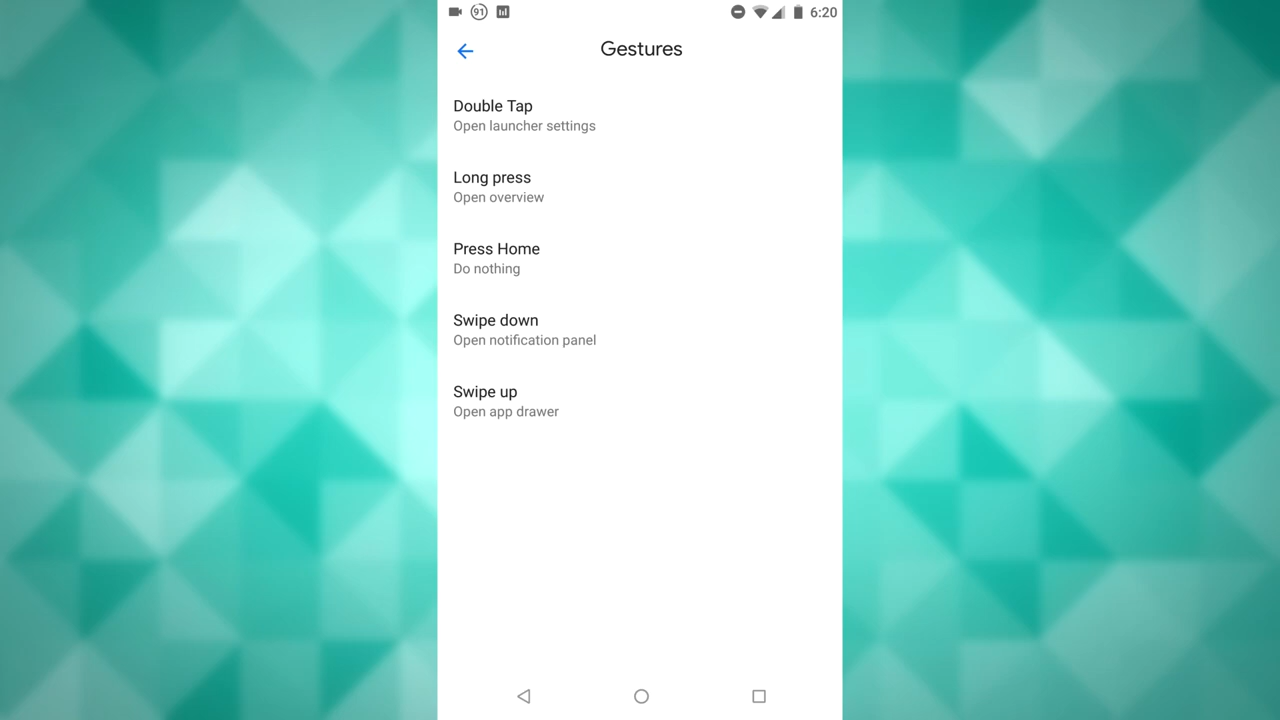 91
6:20
Gestures
Double Tap
Open launcher settings
Long press
Open overview
Press Home
Do nothing
Swipe down
Open notification panel
Swipe up
Open app drawer